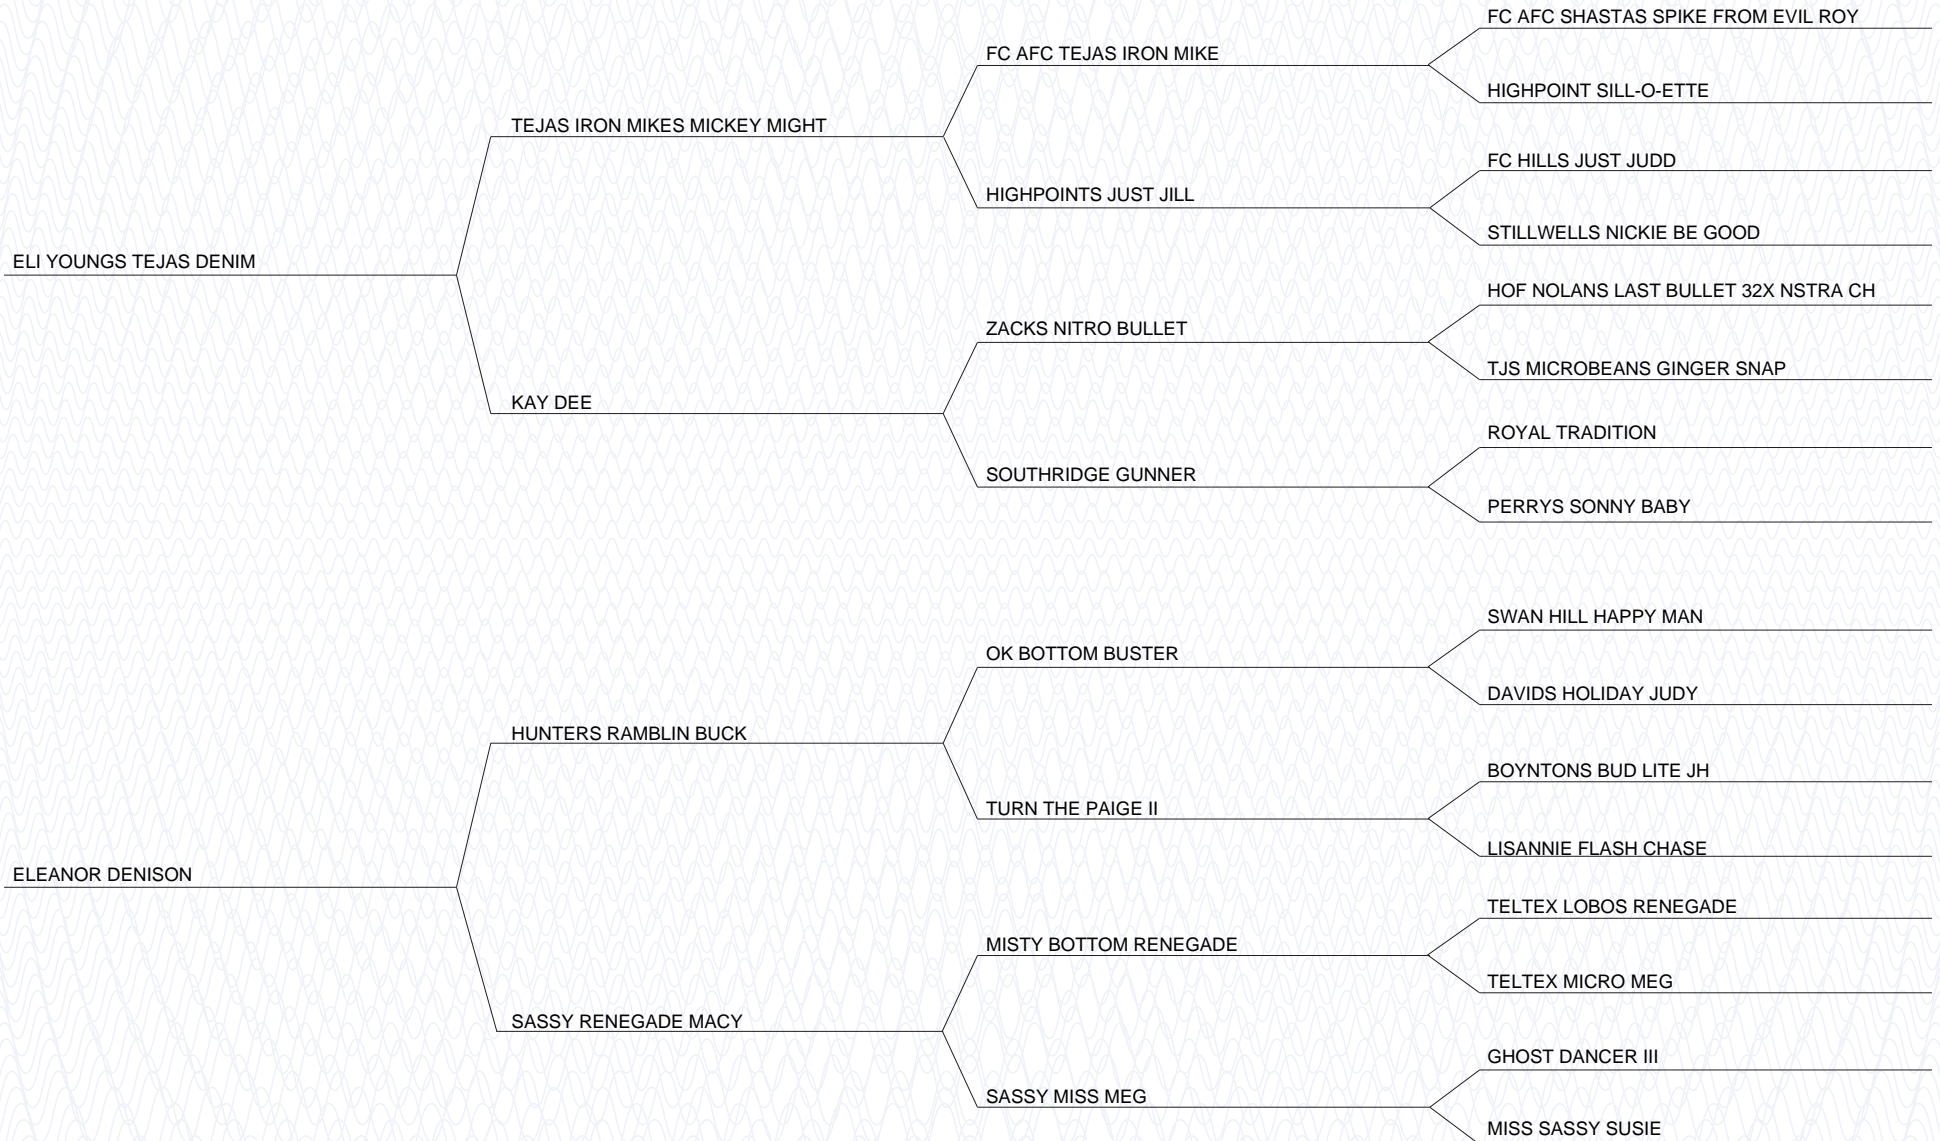 FC AFC SHASTAS SPIKE FROM EVIL ROY
FC AFC TEJAS IRON MIKE
HIGHPOINT SILL-O-ETTE
TEJAS IRON MIKES MICKEY MIGHT
FC HILLS JUST JUDD
HIGHPOINTS JUST JILL
STILLWELLS NICKIE BE GOOD
ELI YOUNGS TEJAS DENIM
HOF NOLANS LAST BULLET 32X NSTRA CH
ZACKS NITRO BULLET
TJS MICROBEANS GINGER SNAP
KAY DEE
ROYAL TRADITION
SOUTHRIDGE GUNNER
PERRYS SONNY BABY
SWAN HILL HAPPY MAN
OK BOTTOM BUSTER
DAVIDS HOLIDAY JUDY
HUNTERS RAMBLIN BUCK
BOYNTONS BUD LITE JH
TURN THE PAIGE II
LISANNIE FLASH CHASE
ELEANOR DENISON
TELTEX LOBOS RENEGADE
MISTY BOTTOM RENEGADE
TELTEX MICRO MEG
SASSY RENEGADE MACY
GHOST DANCER III
SASSY MISS MEG
MISS SASSY SUSIE